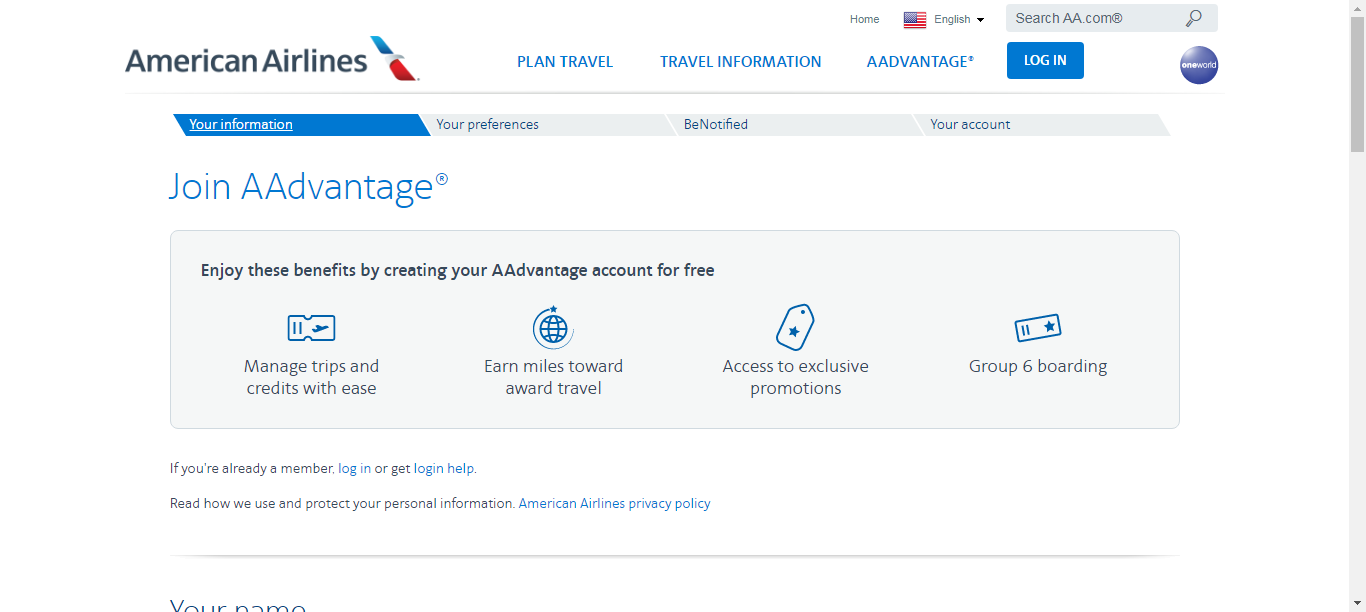 Home
English
Search AA.com®
American Airlines
PLAN TRAVEL
TRAVEL INFORMATION
AADVANTAGE®
LOG IN
oneworld
Your information
Your preferences
BeNotified
Your account
Join AAdvantage®
Enjoy these benefits by creating your AAdvantage account for free
Manage trips and
credits with ease
Earn miles toward
award travel
Access to exclusive
promotions
Group 6 boarding
If you're already a member, log in or get login help.
Read how we use and protect your personal information. American Airlines privacy policy
Your name